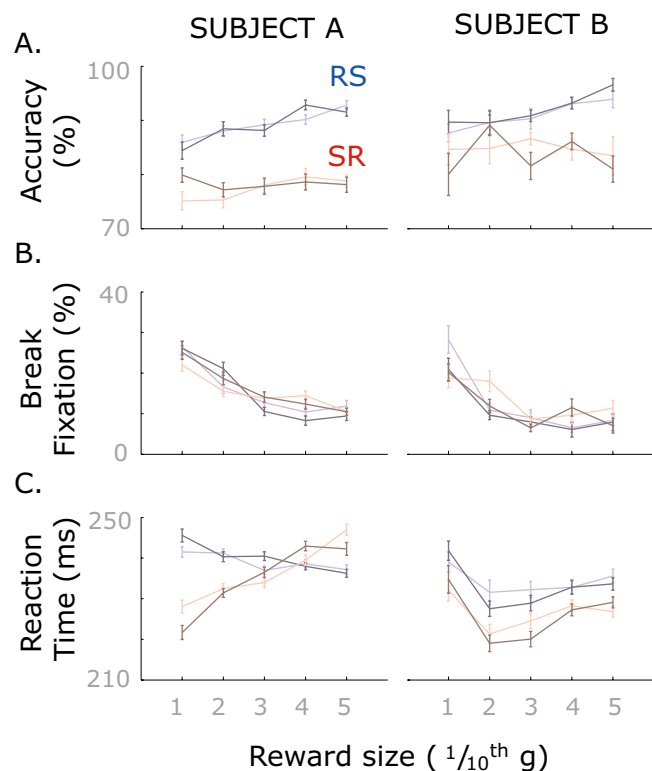 SUBJECT A
SUBJECT B
A.
Accuracy
(%)
100
70
RS
SR
B.
Break
Fixation (%)
40
0
C.
Reaction
Time (ms)
250
210
1 2 3 4 5
1 2 3 4 5
Reward size ( 1/10th g)